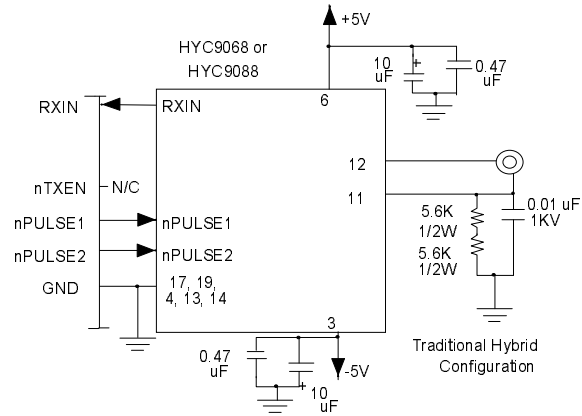 +5V
HYC9068 or
HYC9088
10
uF
+
0.47
uF
6
RXIN
RXIN
12
nTXEN
N/C
11
0.01 uF
1KV
5.6K
1/2W
5.6K
1/2W
nPULSE1
nPULSE1
nPULSE2
nPULSE2
GND
17, 19,
4, 13, 14
3
0.47
uF
-5V
+
10
uF
Traditional Hybrid
Configuration